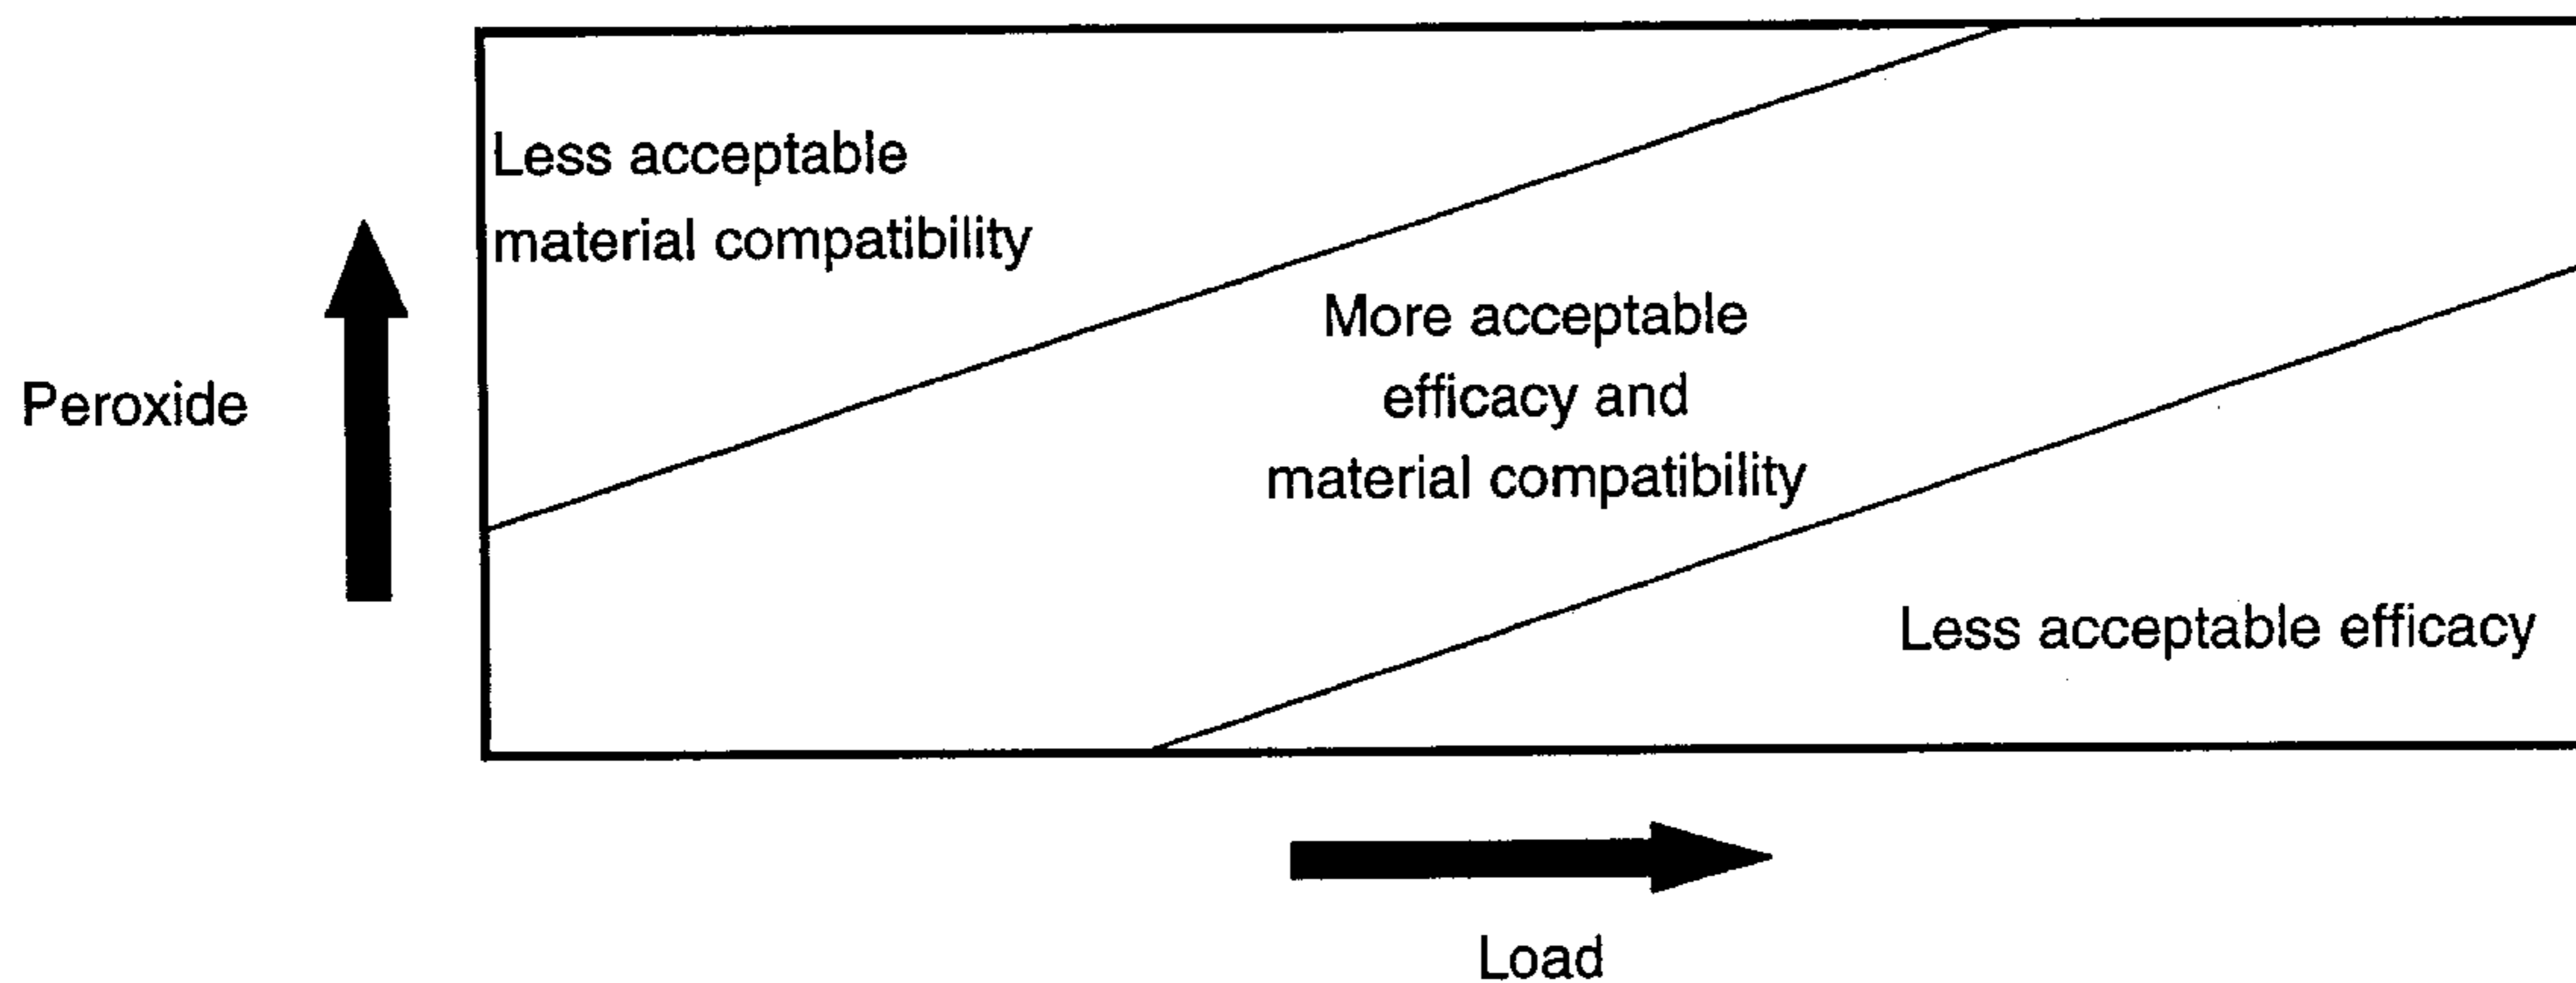 Less acceptable
material compatibility
More acceptable
efficacy and
material compatibility
Peroxide
Less acceptable efficacy
Load